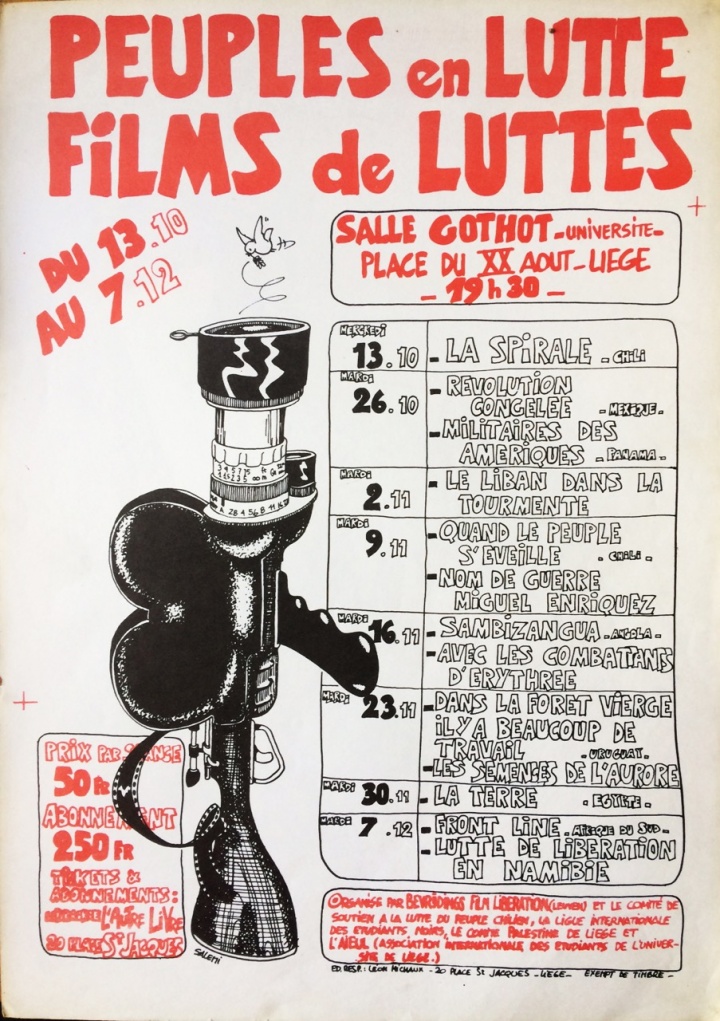 PEUPLES en LUTTE
FiLMS de LUTTES
DU 13.10
AU 7.12
SALLE GOTHOT_UNIVERSITE_
PLACE DU XX AOUT_LIEGE
_ 19h30 _
MERCREDi
13.10
- LA SPiRALE - CHiLi
MARDi
26.10
- REVOLUTiON
CONGELEE - MEXiQUE -
- MiLiTAiRES DES
AMERiQUES - PANAMA -
MARDi
2.11
- LE LiBAN DANS LA
TOURMENTE
MARDi
9.11
- QUAND LE PEUPLE
S'EVEiLLE - CHiLi -
- NOM DE GUERRE
MiGUEL ENRiQUEZ
MARDi
16.11
- SAMBiZANGUA - ANGOLA -
- AVEC LES COMBATTANTS
D'ERYTHREE
MARDi
23.11
- DANS LA FORET ViERGE
iL Y A BEAUCOUP DE
TRAVAiL - URUGUAY -
- LES SEMENCES DE L'AURORE
MARDi
30.11
- LA TERRE - EGYPTE -
MARDi
7.12
- FRONT LiNE - AFRiQUE DU SUD -
- LUTTE DE LiBERATiON
EN NAMiBiE
PRiX PAR SEANCE
50 FR
ABONNEMENT
250 FR
TiCKETS &
ABONNEMENTS :
L'AUTRE LiVRE
20 PLACE ST JACQUES
SALEMi
ORGANiSE PAR BEVRiJDiNGS FiLM LiBERATiON (LEUVEN) ET LE COMiTE DE
SOUTiEN A LA LUTTE DU PEUPLE CHiLiEN, LA LiGUE iNTERNATiONALE
DES ETUDiANTS NOiRS, LE COMiTE PALESTiNE DE LiEGE ET
L'AiEUL (ASSOCiATiON iNTERNATiONALE DES ETUDiANTS DE L'UNiVER-
SiTE DE LiEGE.)
ED. RESP.: LEON MiCHAUX - 20 PLACE St JACQUES - LiEGE - EXEMPT DE TiMBRE -